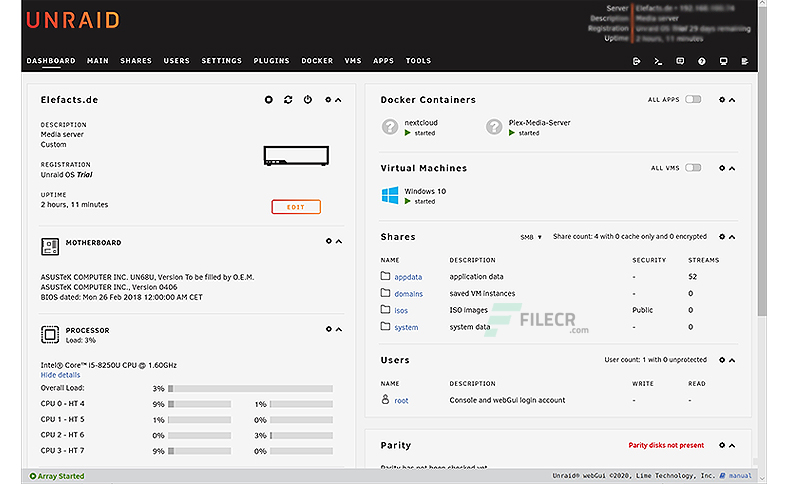 UNRAID
Server Elefacts.de
Description Media server
Registration Unraid OS Trial 29 days remaining
Uptime 2 hours, 11 minutes
DASHBOARD MAIN SHARES USERS SETTINGS PLUGINS DOCKER VMS APPS TOOLS
Elefacts.de
DESCRIPTION
Media server
Custom
REGISTRATION
Unraid OS Trial
UPTIME
2 hours, 11 minutes
EDIT
MOTHERBOARD
ASUSTeK COMPUTER INC. UN68U, Version To be filled by O.E.M.
ASUSTeK COMPUTER INC., Version 0406
BIOS dated: Mon 26 Feb 2018 12:00:00 AM CET
PROCESSOR
Load: 3%
Intel® Core™ i5-8250U CPU @ 1.60GHz
Hide details
Overall Load: 3%
CPU 0 - HT 4 9% 1%
CPU 1 - HT 5 1% 0%
CPU 2 - HT 6 0% 3%
CPU 3 - HT 7 9% 0%
Docker Containers ALL APPS
nextcloud
started
Plex-Media-Server
started
Virtual Machines ALL VMS
Windows 10
started
Shares SMB Share count: 4 with 0 cache only and 0 encrypted
NAME DESCRIPTION SECURITY STREAMS
appdata application data - 52
domains saved VM instances - 0
isos ISO images Public 0
system system data - 0
FILECR
.com
Users User count: 1 with 0 unprotected
NAME DESCRIPTION WRITE READ
root Console and webGui login account - -
Parity Parity disks not present
Parity has not been checked yet
Array Started
Unraid® webGui ©2020, Lime Technology, Inc. manual